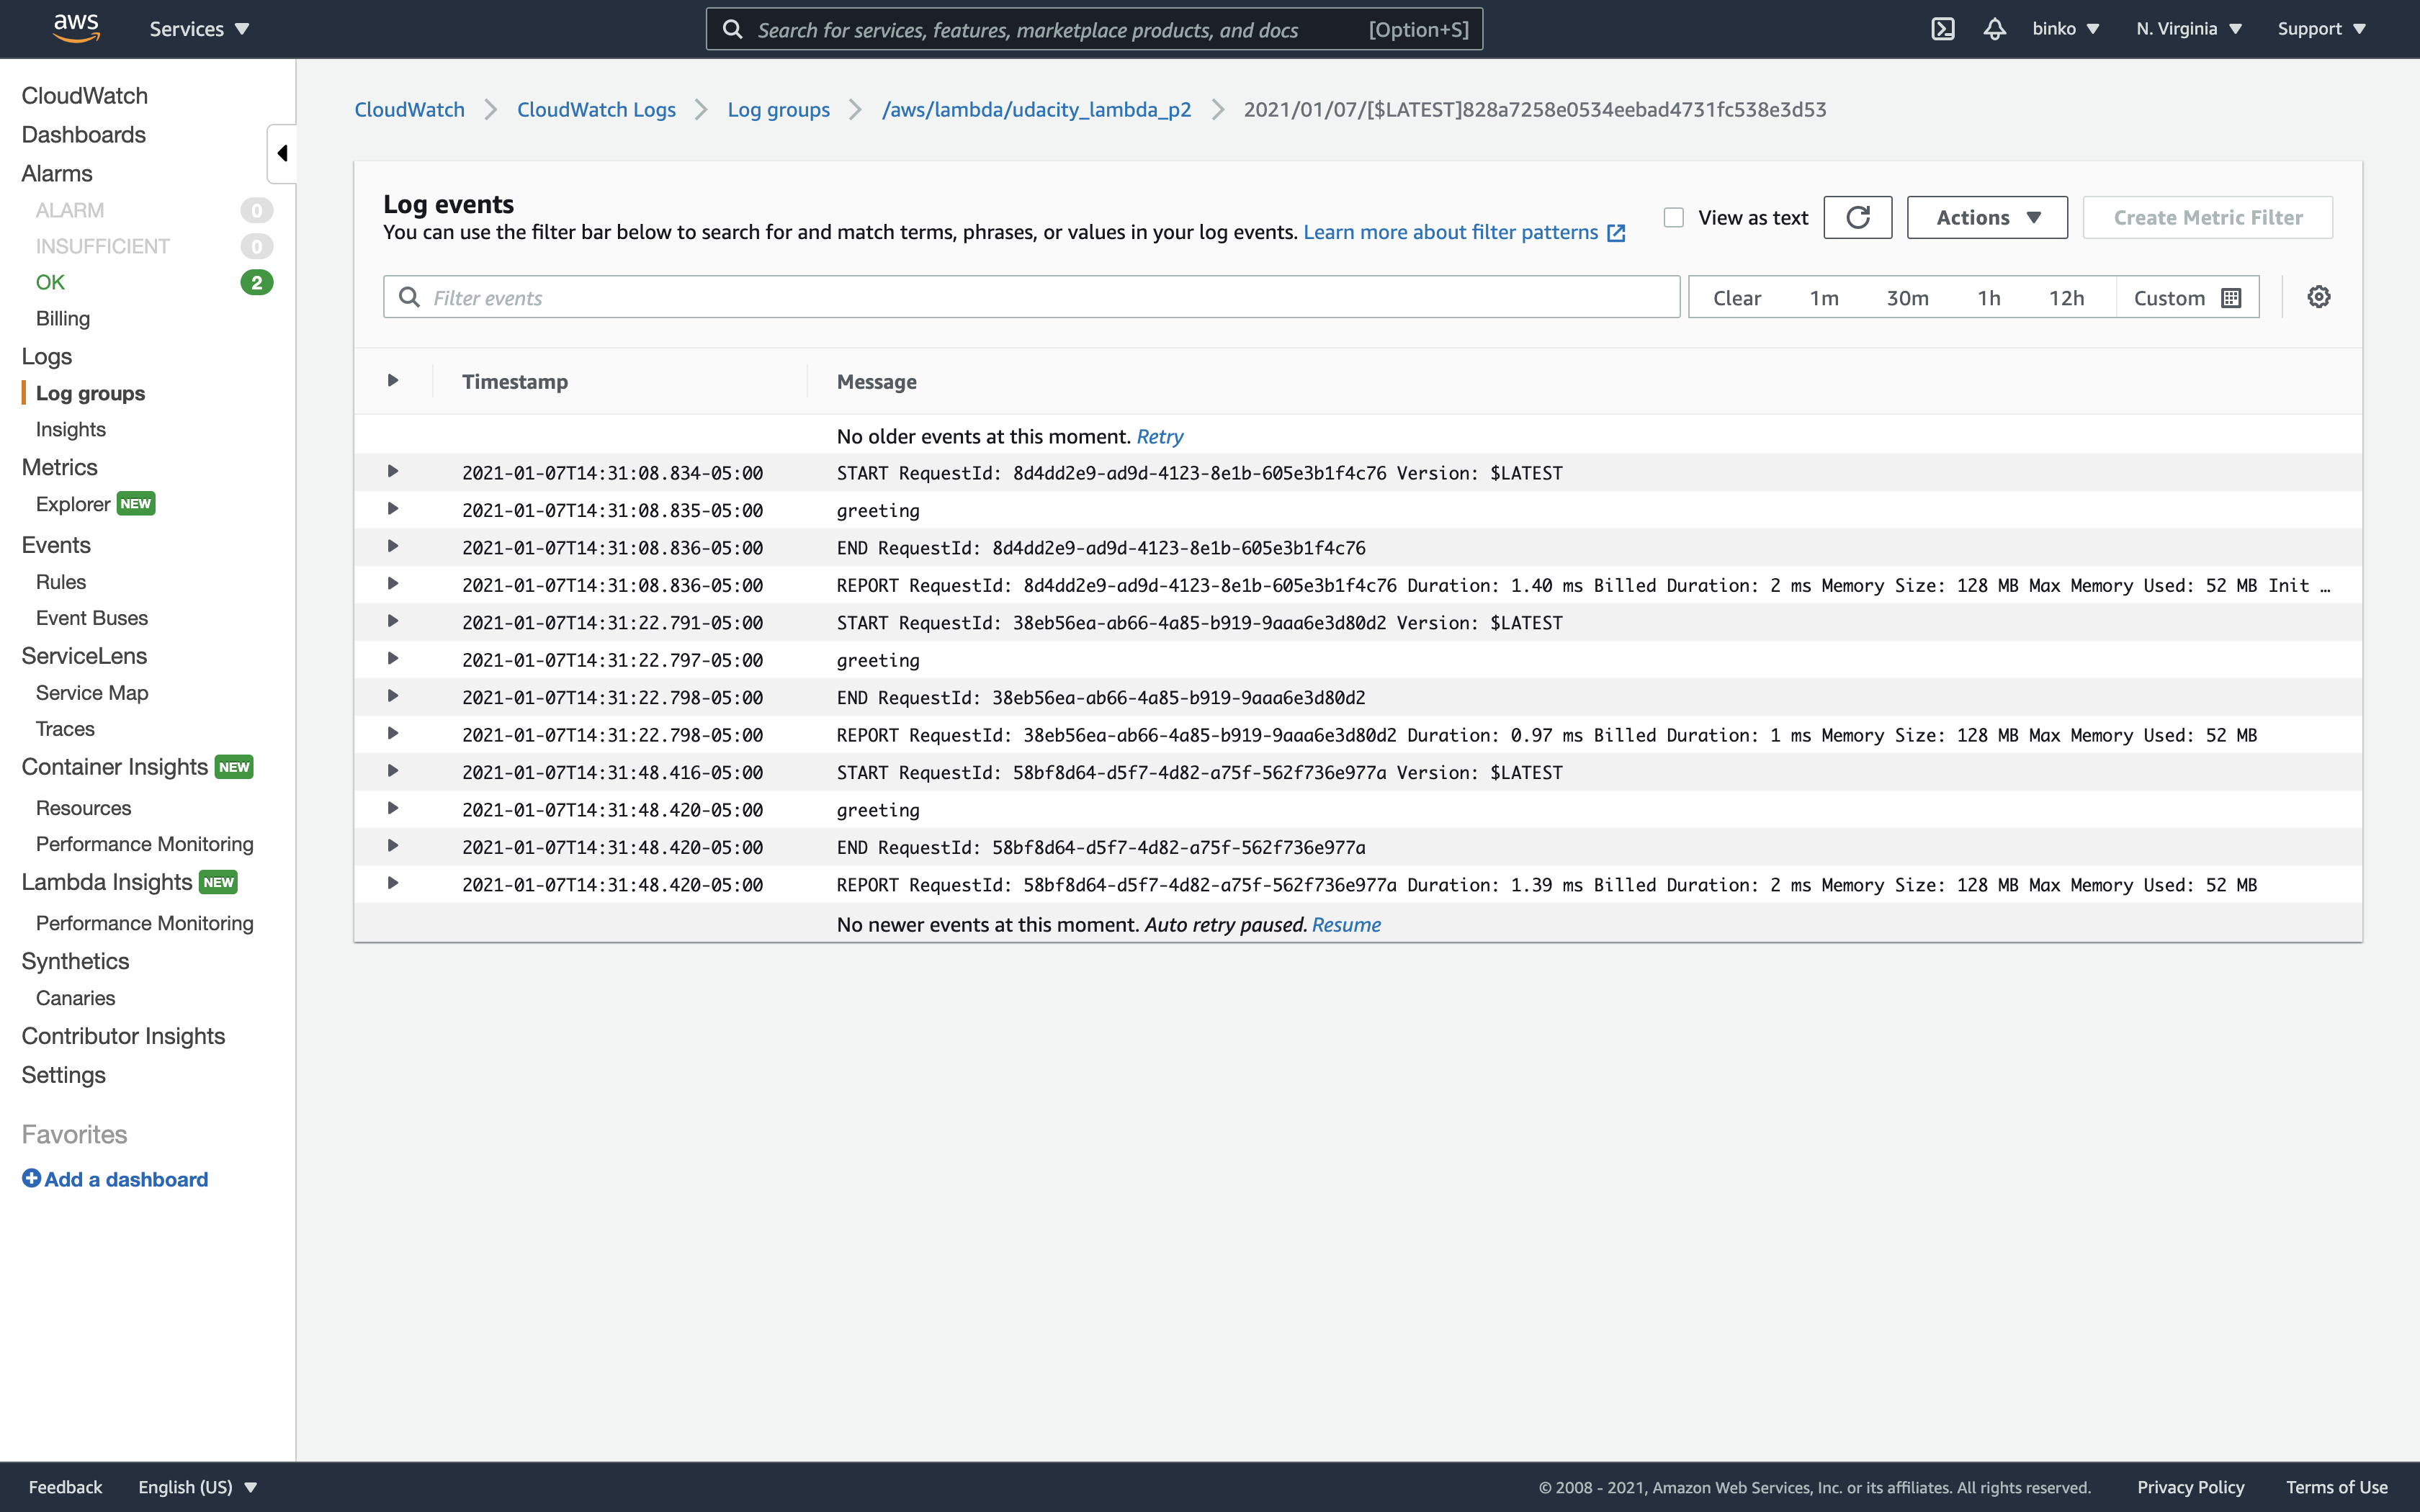 aws
Services
Search for services, features, marketplace products, and docs [Option+S]
binko
N. Virginia
Support
CloudWatch
Dashboards
Alarms
ALARM 0
INSUFFICIENT 0
OK 2
Billing
Logs
Log groups
Insights
Metrics
Explorer NEW
Events
Rules
Event Buses
ServiceLens
Service Map
Traces
Container Insights NEW
Resources
Performance Monitoring
Lambda Insights NEW
Performance Monitoring
Synthetics
Canaries
Contributor Insights
Settings
Favorites
Add a dashboard
CloudWatch CloudWatch Logs Log groups /aws/lambda/udacity_lambda_p2 2021/01/07/[$LATEST]828a7258e0534eebad4731fc538e3d53
Log events
You can use the filter bar below to search for and match terms, phrases, or values in your log events. Learn more about filter patterns
View as text
Actions
Create Metric Filter
Filter events
Clear 1m 30m 1h 12h Custom
Timestamp Message
No older events at this moment. Retry
2021-01-07T14:31:08.834-05:00 START RequestId: 8d4dd2e9-ad9d-4123-8e1b-605e3b1f4c76 Version: $LATEST
2021-01-07T14:31:08.835-05:00 greeting
2021-01-07T14:31:08.836-05:00 END RequestId: 8d4dd2e9-ad9d-4123-8e1b-605e3b1f4c76
2021-01-07T14:31:08.836-05:00 REPORT RequestId: 8d4dd2e9-ad9d-4123-8e1b-605e3b1f4c76 Duration: 1.40 ms Billed Duration: 2 ms Memory Size: 128 MB Max Memory Used: 52 MB Init …
2021-01-07T14:31:22.791-05:00 START RequestId: 38eb56ea-ab66-4a85-b919-9aaa6e3d80d2 Version: $LATEST
2021-01-07T14:31:22.797-05:00 greeting
2021-01-07T14:31:22.798-05:00 END RequestId: 38eb56ea-ab66-4a85-b919-9aaa6e3d80d2
2021-01-07T14:31:22.798-05:00 REPORT RequestId: 38eb56ea-ab66-4a85-b919-9aaa6e3d80d2 Duration: 0.97 ms Billed Duration: 1 ms Memory Size: 128 MB Max Memory Used: 52 MB
2021-01-07T14:31:48.416-05:00 START RequestId: 58bf8d64-d5f7-4d82-a75f-562f736e977a Version: $LATEST
2021-01-07T14:31:48.420-05:00 greeting
2021-01-07T14:31:48.420-05:00 END RequestId: 58bf8d64-d5f7-4d82-a75f-562f736e977a
2021-01-07T14:31:48.420-05:00 REPORT RequestId: 58bf8d64-d5f7-4d82-a75f-562f736e977a Duration: 1.39 ms Billed Duration: 2 ms Memory Size: 128 MB Max Memory Used: 52 MB
No newer events at this moment. Auto retry paused. Resume
Feedback
English (US)
© 2008 - 2021, Amazon Web Services, Inc. or its affiliates. All rights reserved.
Privacy Policy
Terms of Use